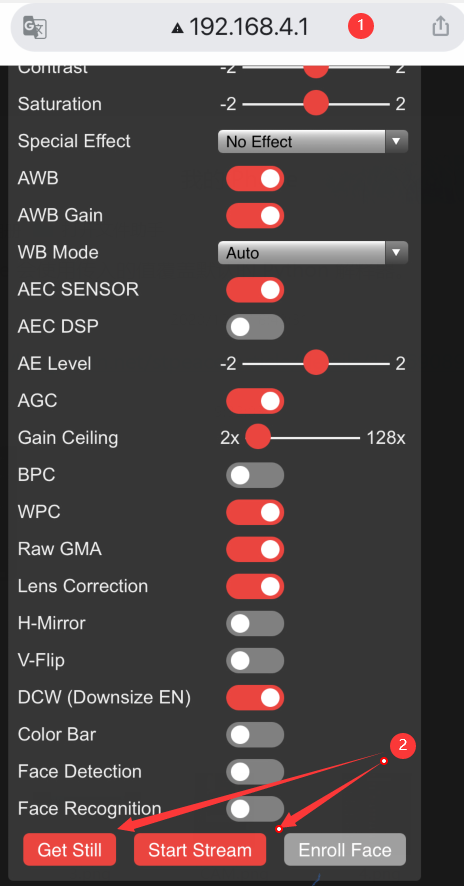 192.168.4.1 1
Contrast -2 2
Saturation -2 2
Special Effect No Effect
AWB
AWB Gain
WB Mode Auto
AEC SENSOR
AEC DSP
AE Level -2 2
AGC
Gain Ceiling 2x 128x
BPC
WPC
Raw GMA
Lens Correction
H-Mirror
V-Flip
DCW (Downsize EN)
Color Bar
2
Face Detection
Face Recognition
Get Still Start Stream Enroll Face